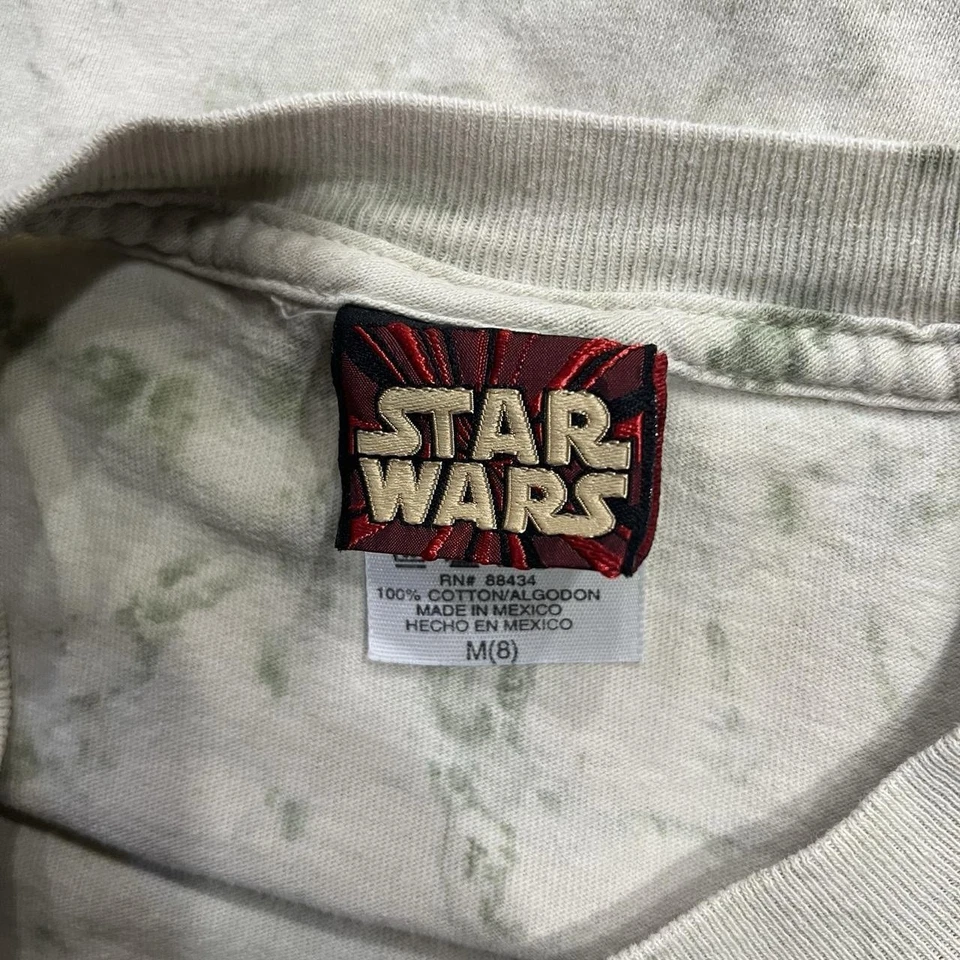 STAR
WARS
RN# 88434
100% COTTON/ALGODON
MADE IN MEXICO
HECHO EN MEXICO
M(8)